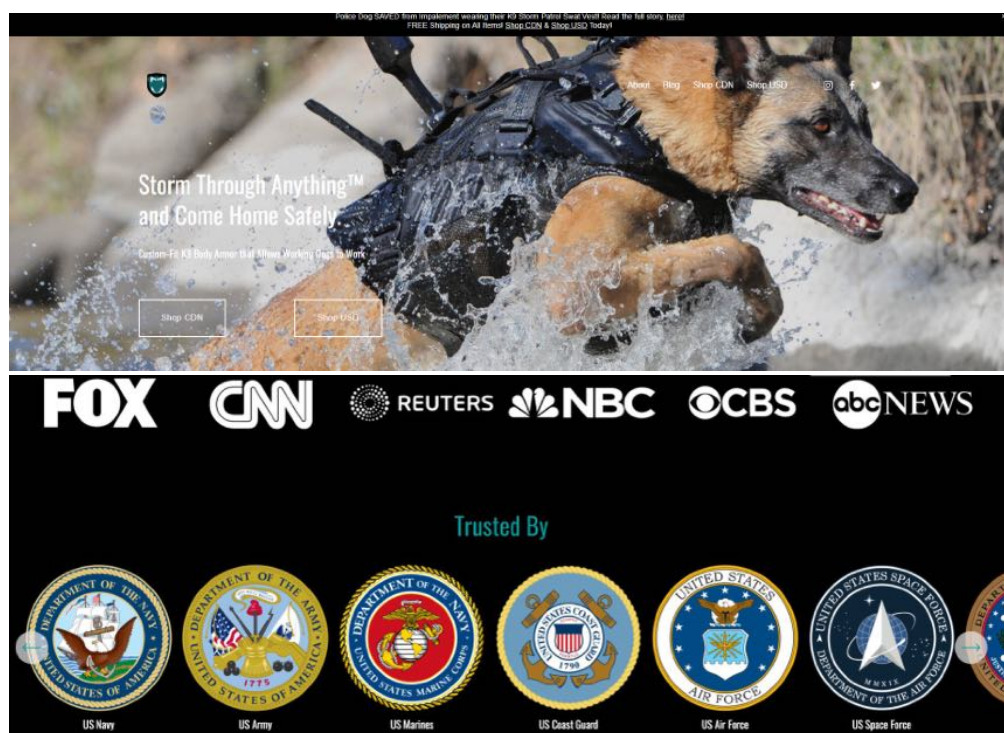 Police Dog SAVED from Impalement wearing their K9 Storm Patrol Swat Vest! Read the full story, here!
FREE Shipping on All Items! Shop CDN & Shop USD Today!
About Blog Shop CDN Shop USD
Storm Through Anything™
and Come Home Safely.
Custom-Fit K9 Body Armor that Allows Working Dogs to Work
Shop CDN Shop USD
FOX CNN REUTERS NBC CBS abc NEWS
Trusted By
DEPARTMENT OF THE NAVY
UNITED STATES OF AMERICA
DEPARTMENT OF THE ARMY
1775
UNITED STATES OF AMERICA
DEPARTMENT OF THE NAVY
UNITED STATES MARINE CORPS
UNITED STATES COAST GUARD
1790
UNITED STATES
AIR FORCE
UNITED STATES SPACE FORCE
MMXIX
DEPARTMENT OF THE AIR FORCE
US Navy US Army US Marines US Coast Guard US Air Force US Space Force